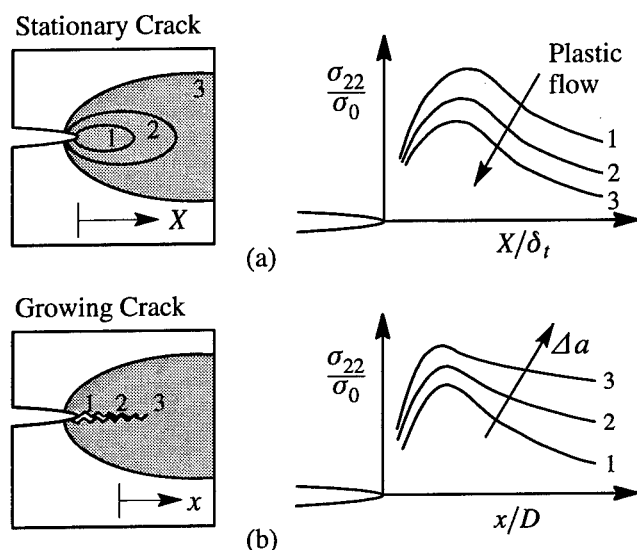 Stationary Crack
3
2
1
X
σ₂₂
σ₀
Plastic
flow
1
2
3
X/δₜ
(a)
Growing Crack
1 2 3
x
σ₂₂
σ₀
Δa
3
2
1
x/D
(b)